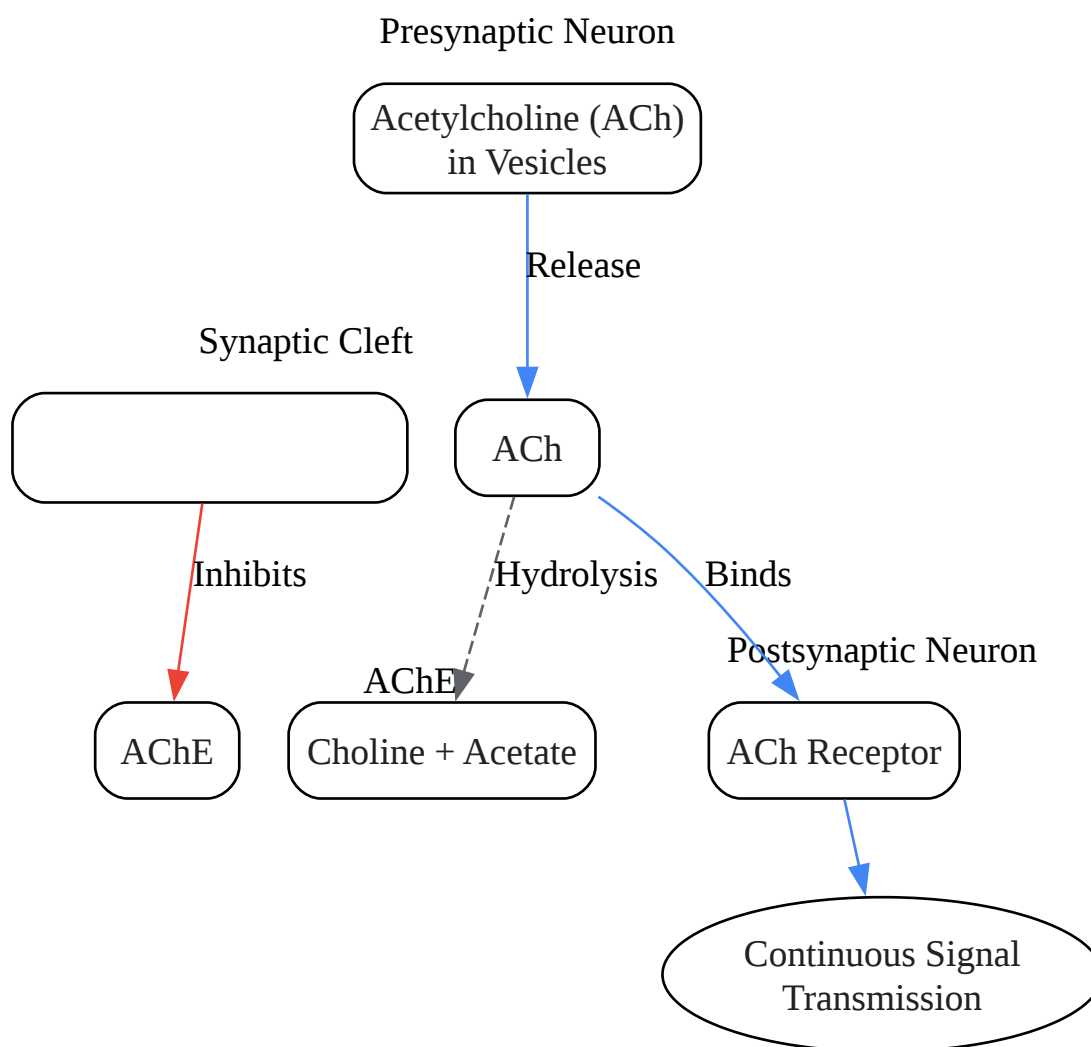 Presynaptic Neuron
Acetylcholine (ACh)
in Vesicles
Release
Synaptic Cleft
ACh
Inhibits
Hydrolysis
Binds
Postsynaptic Neuron
AChE
AChE
Choline + Acetate
ACh Receptor
Continuous Signal
Transmission